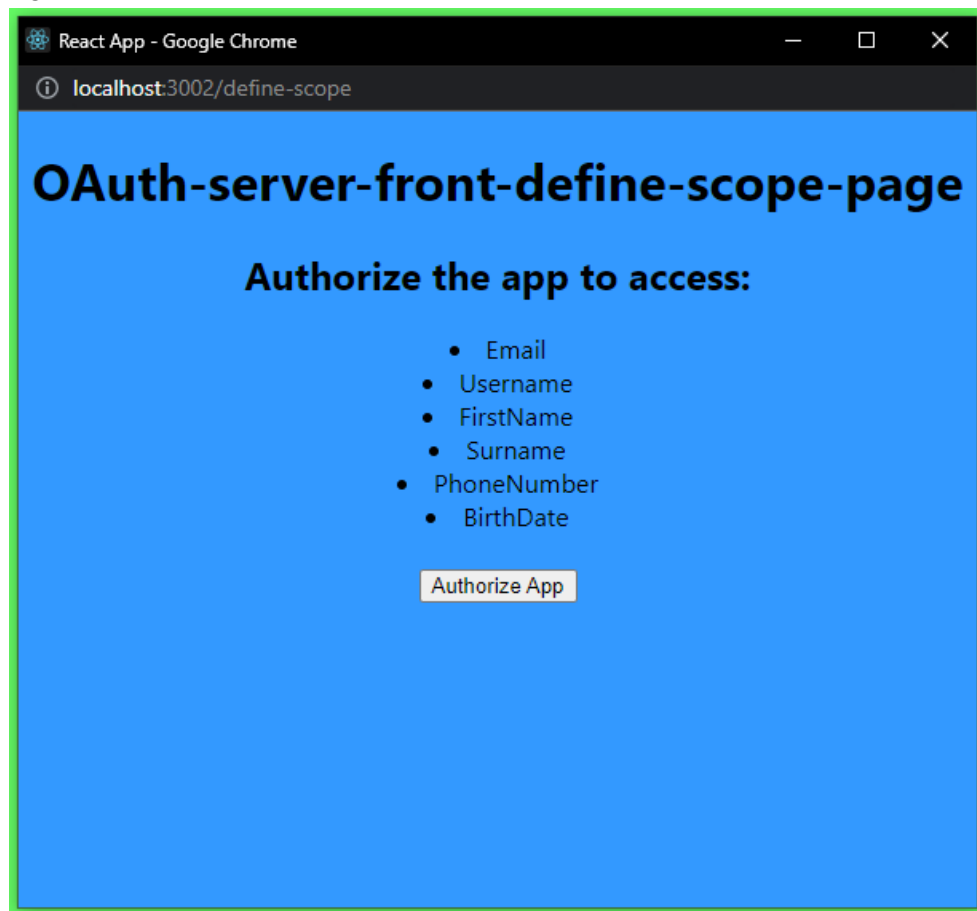 React App - Google Chrome
localhost:3002/define-scope
OAuth-server-front-define-scope-page
Authorize the app to access:
• Email
• Username
• FirstName
• Surname
• PhoneNumber
• BirthDate
Authorize App